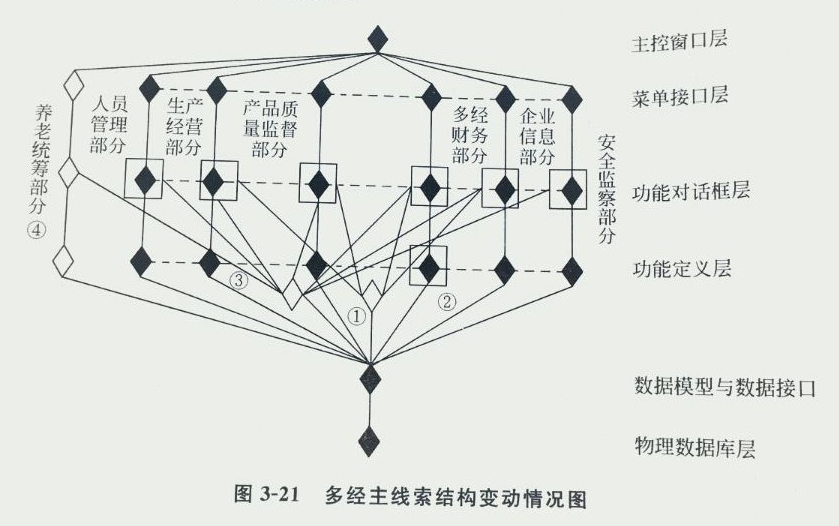 主控窗口层
菜单接口层
人员
管理
部分
生产
经营
部分
产品质
量监督
部分
多经
财务
部分
企业
信息
部分
养老统筹部分④
安全监察部分
功能对话框层
功能定义层
③
①
②
数据模型与数据接口
物理数据库层
图 3-21 多经主线索结构变动情况图